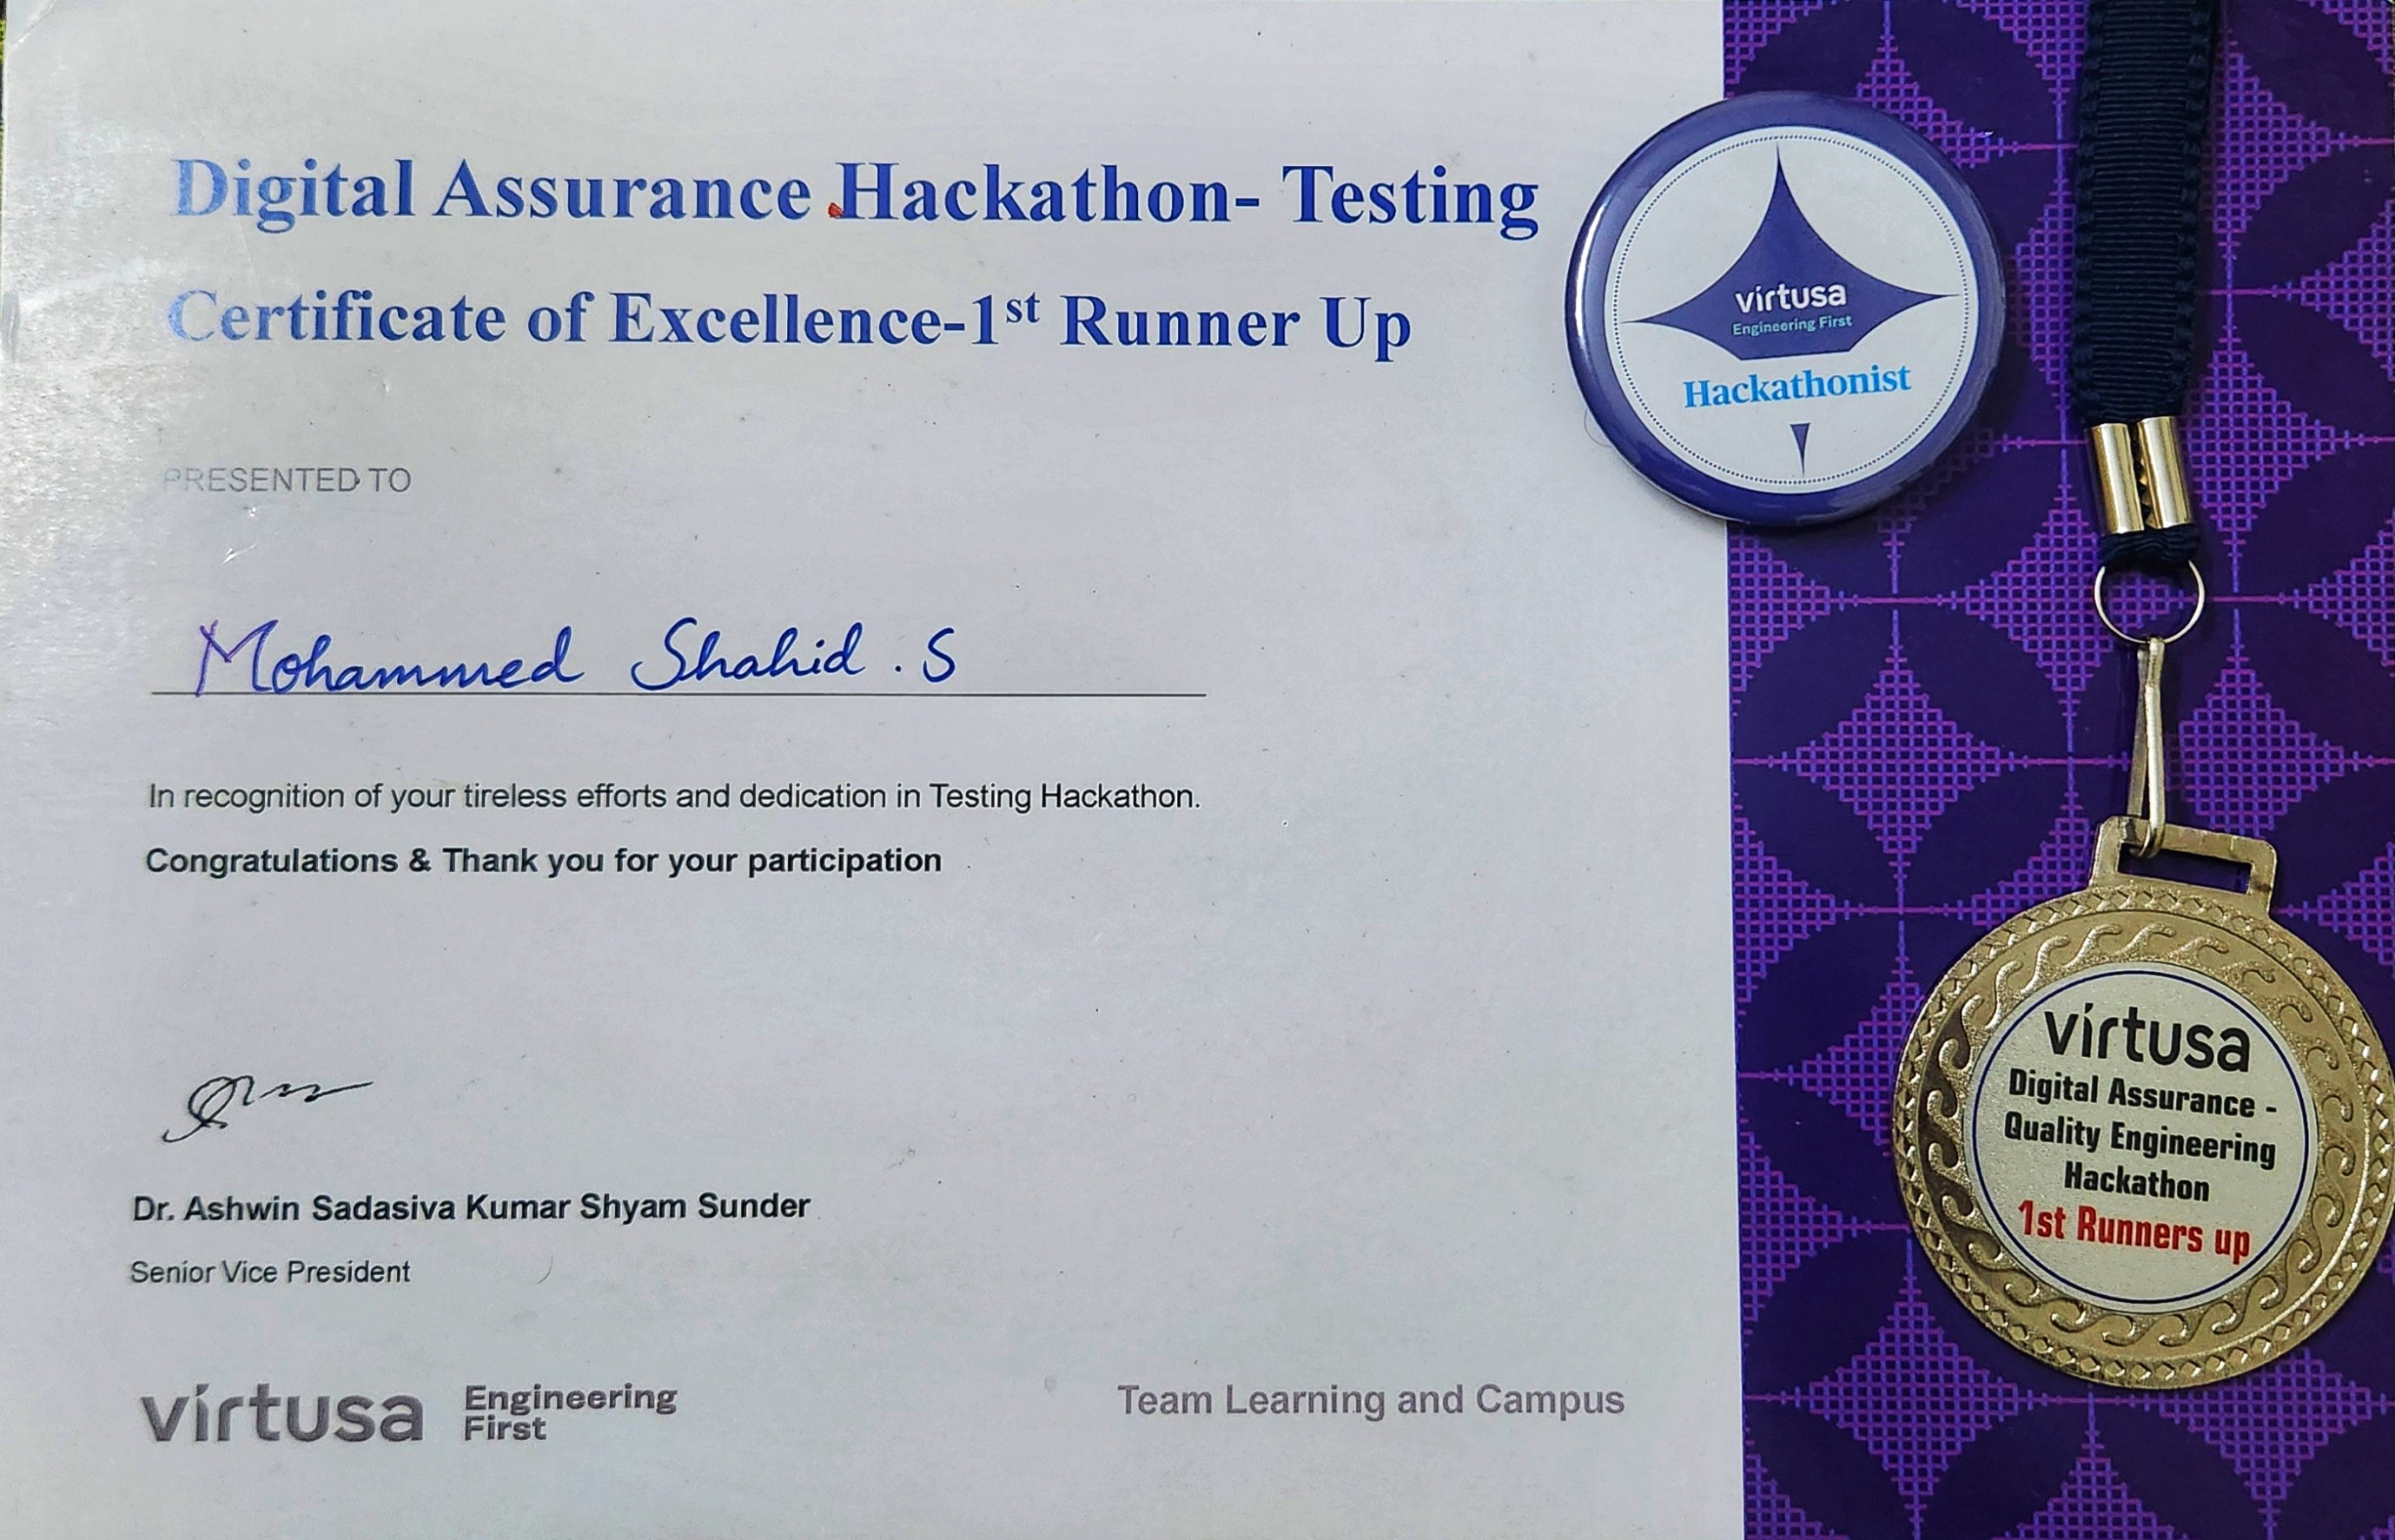 Digital Assurance Hackathon- Testing
Certificate of Excellence-1st Runner Up
PRESENTED TO
Mohammed Shahid . S
In recognition of your tireless efforts and dedication in Testing Hackathon.
Congratulations & Thank you for your participation
Dr. Ashwin Sadasiva Kumar Shyam Sunder
Senior Vice President
virtusa
Engineering
First
Team Learning and Campus
virtusa
Engineering First
Hackathonist
virtusa
Digital Assurance -
Quality Engineering
Hackathon
1st Runners up